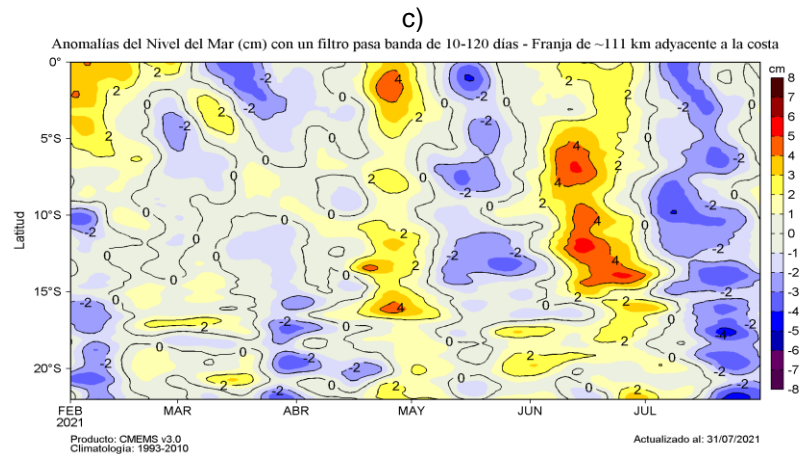 c)
Anomalías del Nivel del Mar (cm) con un filtro pasa banda de 10-120 días - Franja de ~111 km adyacente a la costa
cm
8
7
6
5
4
3
2
1
0
-1
-2
-3
-4
-5
-6
-7
-8
Latitud
0°
5°S
10°S
15°S
20°S
FEB MAR ABR MAY JUN JUL
2021
Producto: CMEMS v3.0
Climatología: 1993-2010
Actualizado al: 31/07/2021